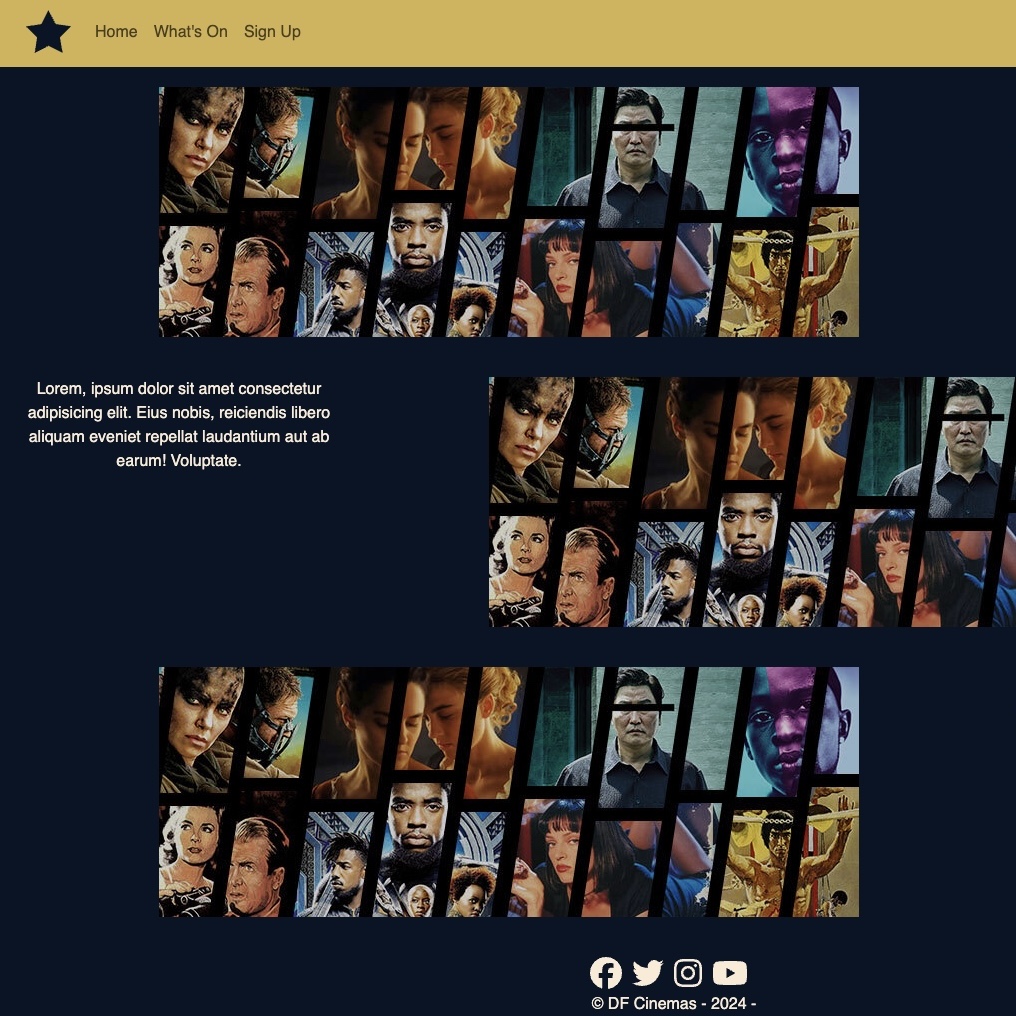 Home What's On Sign Up
Lorem, ipsum dolor sit amet consectetur
adipisicing elit. Eius nobis, reiciendis libero
aliquam eveniet repellat laudantium aut ab
earum! Voluptate.
© DF Cinemas - 2024 -